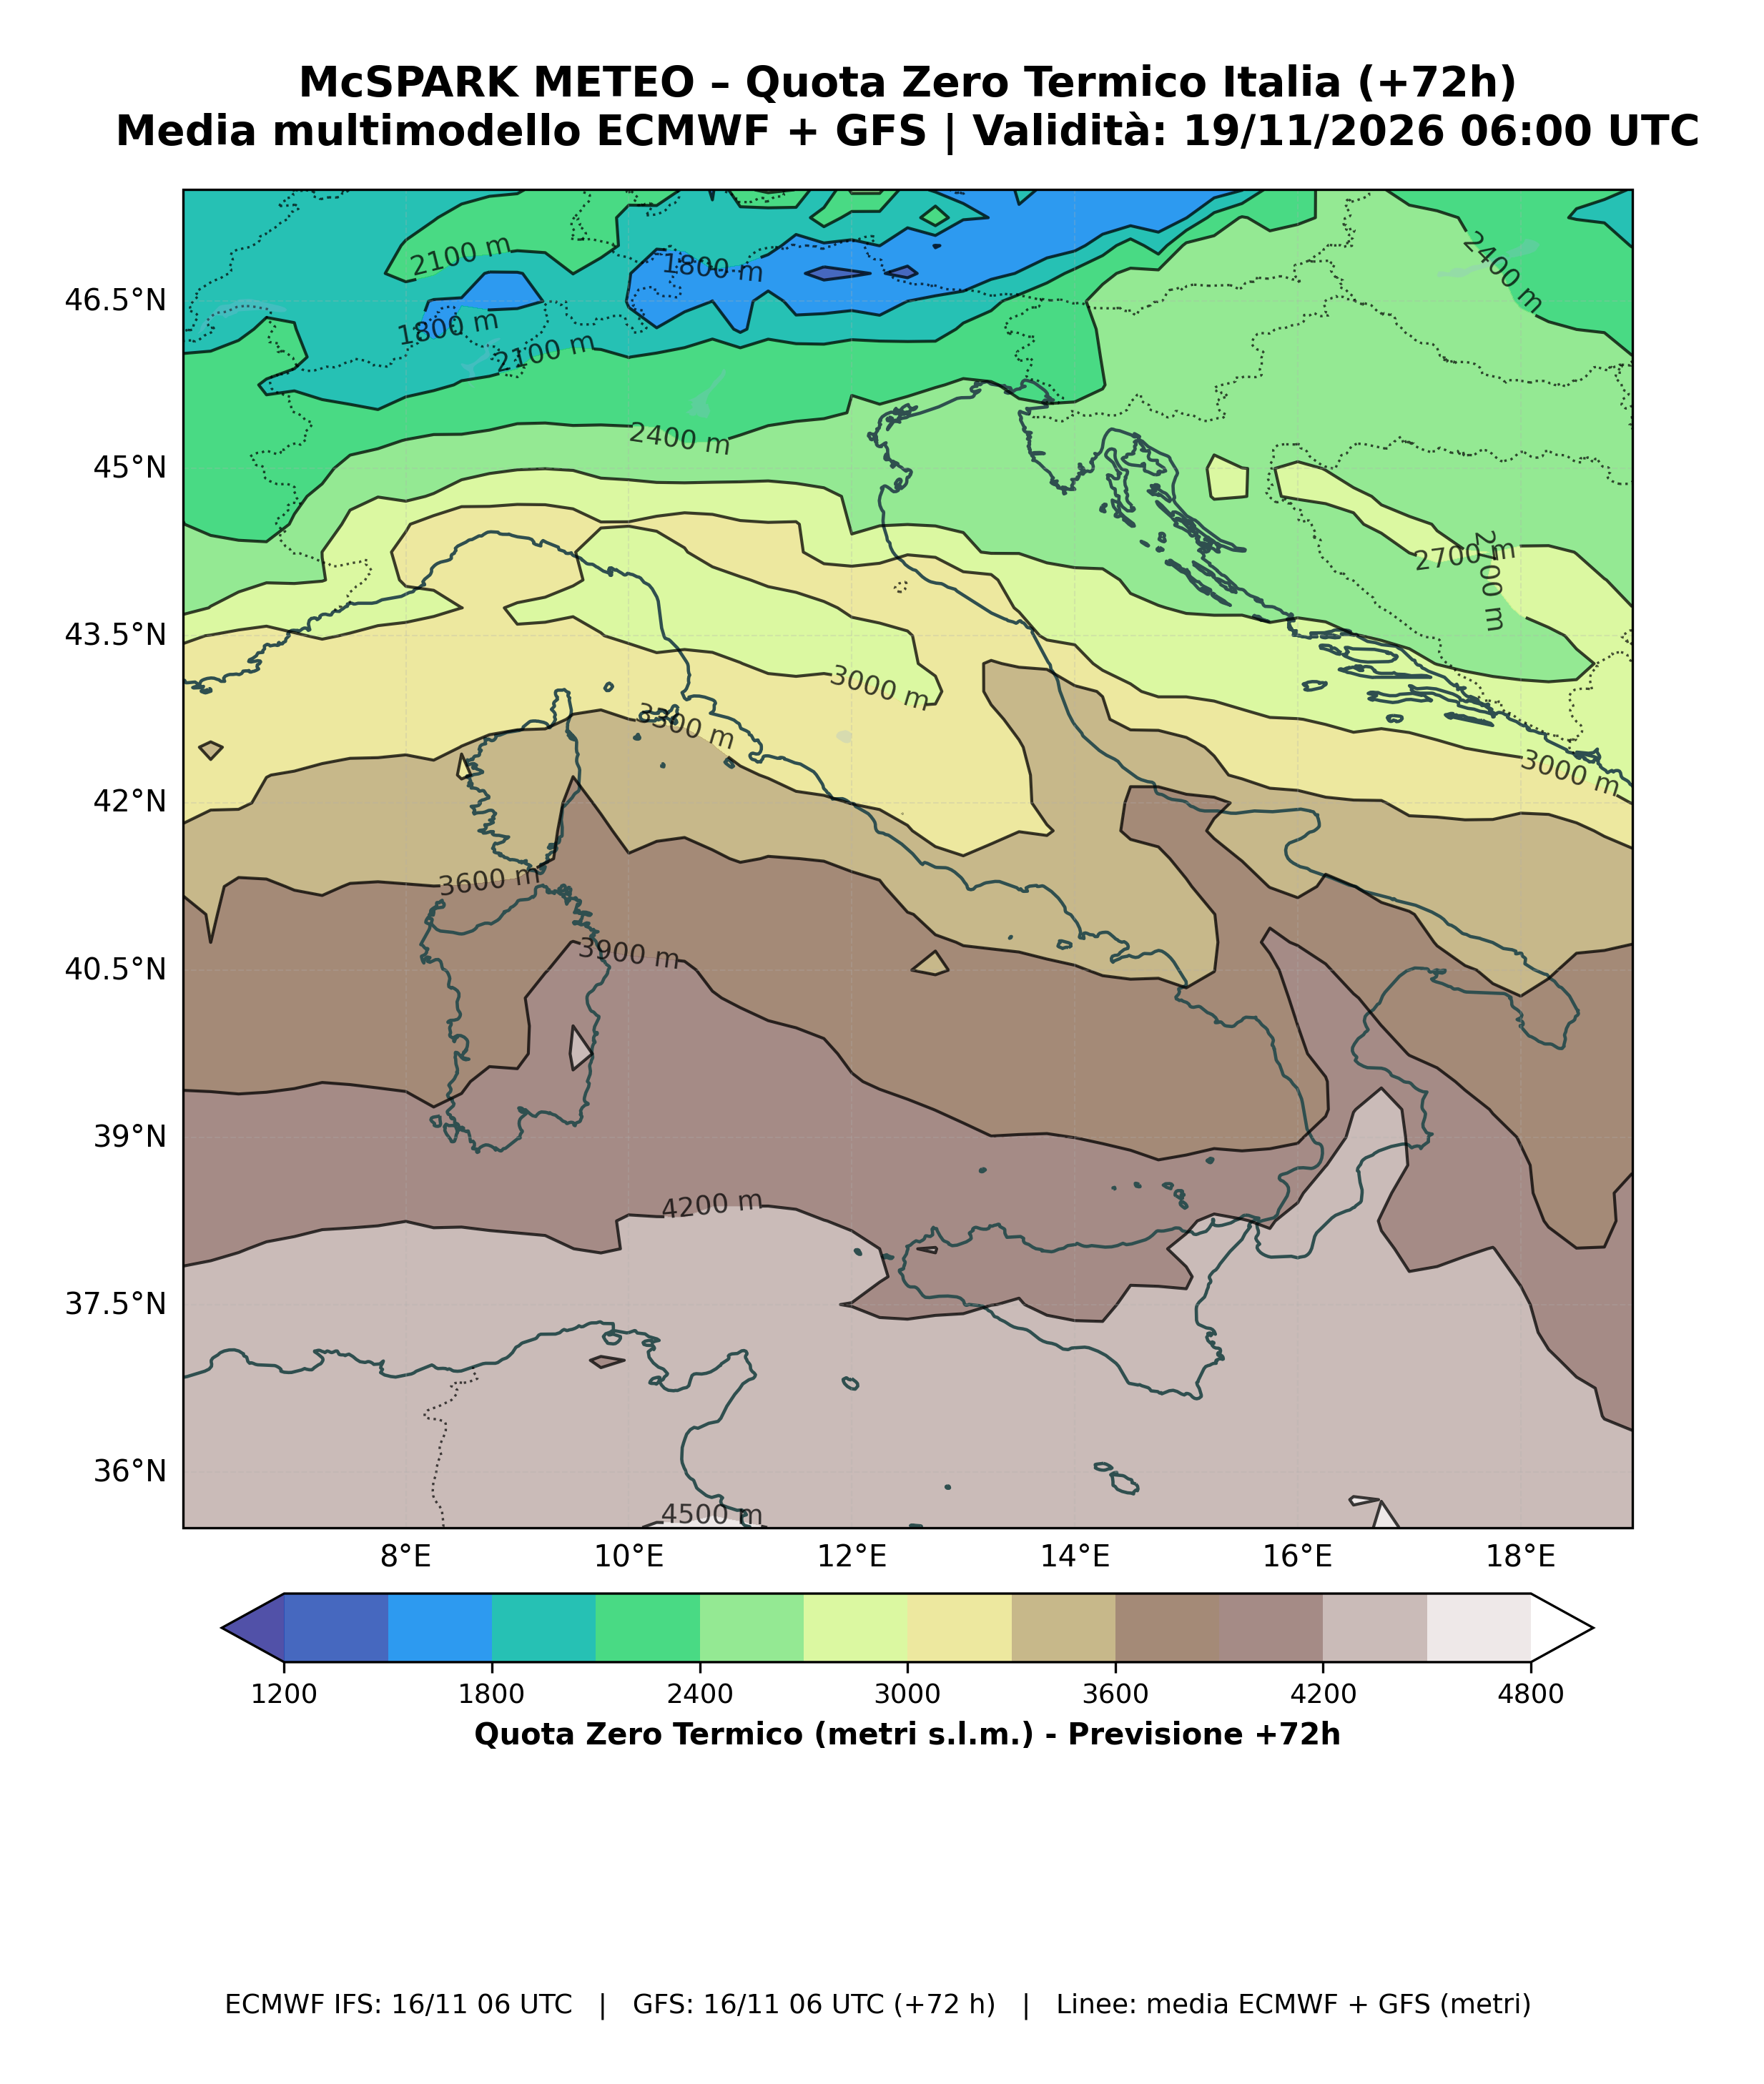 McSPARK METEO – Quota Zero Termico Italia (+72h)
Media multimodello ECMWF + GFS | Validità: 19/11/2026 06:00 UTC
2100 m
1800 m
2400 m
46.5°N
1800 m
2100 m
2400 m
45°N
2700 m
2700 m
43.5°N
3000 m
3300 m
3000 m
42°N
3600 m
3900 m
40.5°N
39°N
4200 m
37.5°N
36°N
4500 m
8°E 10°E 12°E 14°E 16°E 18°E
1200 1800 2400 3000 3600 4200 4800
Quota Zero Termico (metri s.l.m.) - Previsione +72h
ECMWF IFS: 16/11 06 UTC | GFS: 16/11 06 UTC (+72 h) | Linee: media ECMWF + GFS (metri)